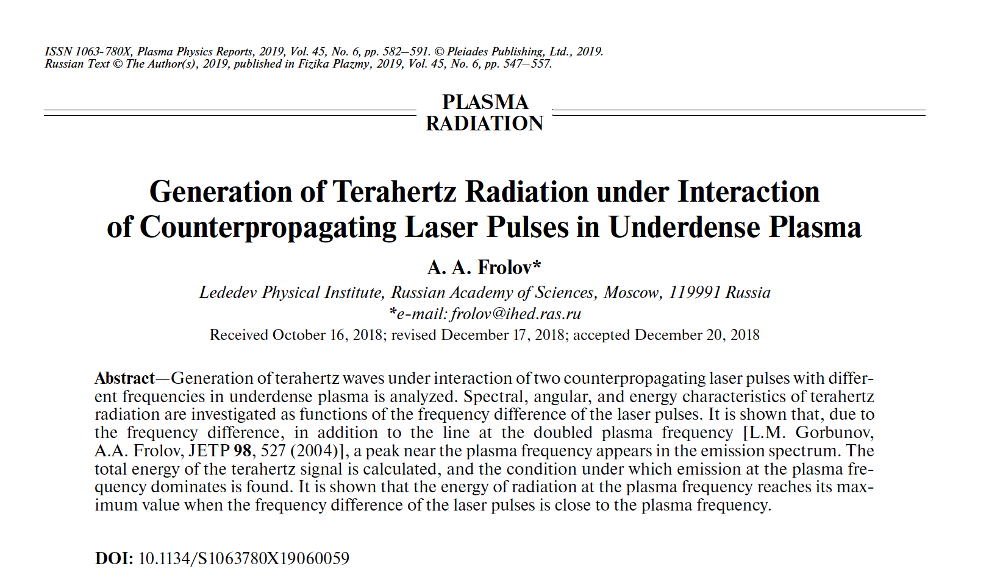 ISSN 1063-780X, Plasma Physics Reports, 2019, Vol. 45, No. 6, pp. 582–591. © Pleiades Publishing, Ltd., 2019.
Russian Text © The Author(s), 2019, published in Fizika Plazmy, 2019, Vol. 45, No. 6, pp. 547–557.
PLASMA
RADIATION
Generation of Terahertz Radiation under Interaction
of Counterpropagating Laser Pulses in Underdense Plasma
A. A. Frolov*
Lededev Physical Institute, Russian Academy of Sciences, Moscow, 119991 Russia
*e-mail: frolov@ihed.ras.ru
Received October 16, 2018; revised December 17, 2018; accepted December 20, 2018
Abstract—Generation of terahertz waves under interaction of two counterpropagating laser pulses with differ-
ent frequencies in underdense plasma is analyzed. Spectral, angular, and energy characteristics of terahertz
radiation are investigated as functions of the frequency difference of the laser pulses. It is shown that, due to
the frequency difference, in addition to the line at the doubled plasma frequency [L.M. Gorbunov,
A.A. Frolov, JETP 98, 527 (2004)], a peak near the plasma frequency appears in the emission spectrum. The
total energy of the terahertz signal is calculated, and the condition under which emission at the plasma fre-
quency dominates is found. It is shown that the energy of radiation at the plasma frequency reaches its max-
imum value when the frequency difference of the laser pulses is close to the plasma frequency.
DOI: 10.1134/S1063780X19060059